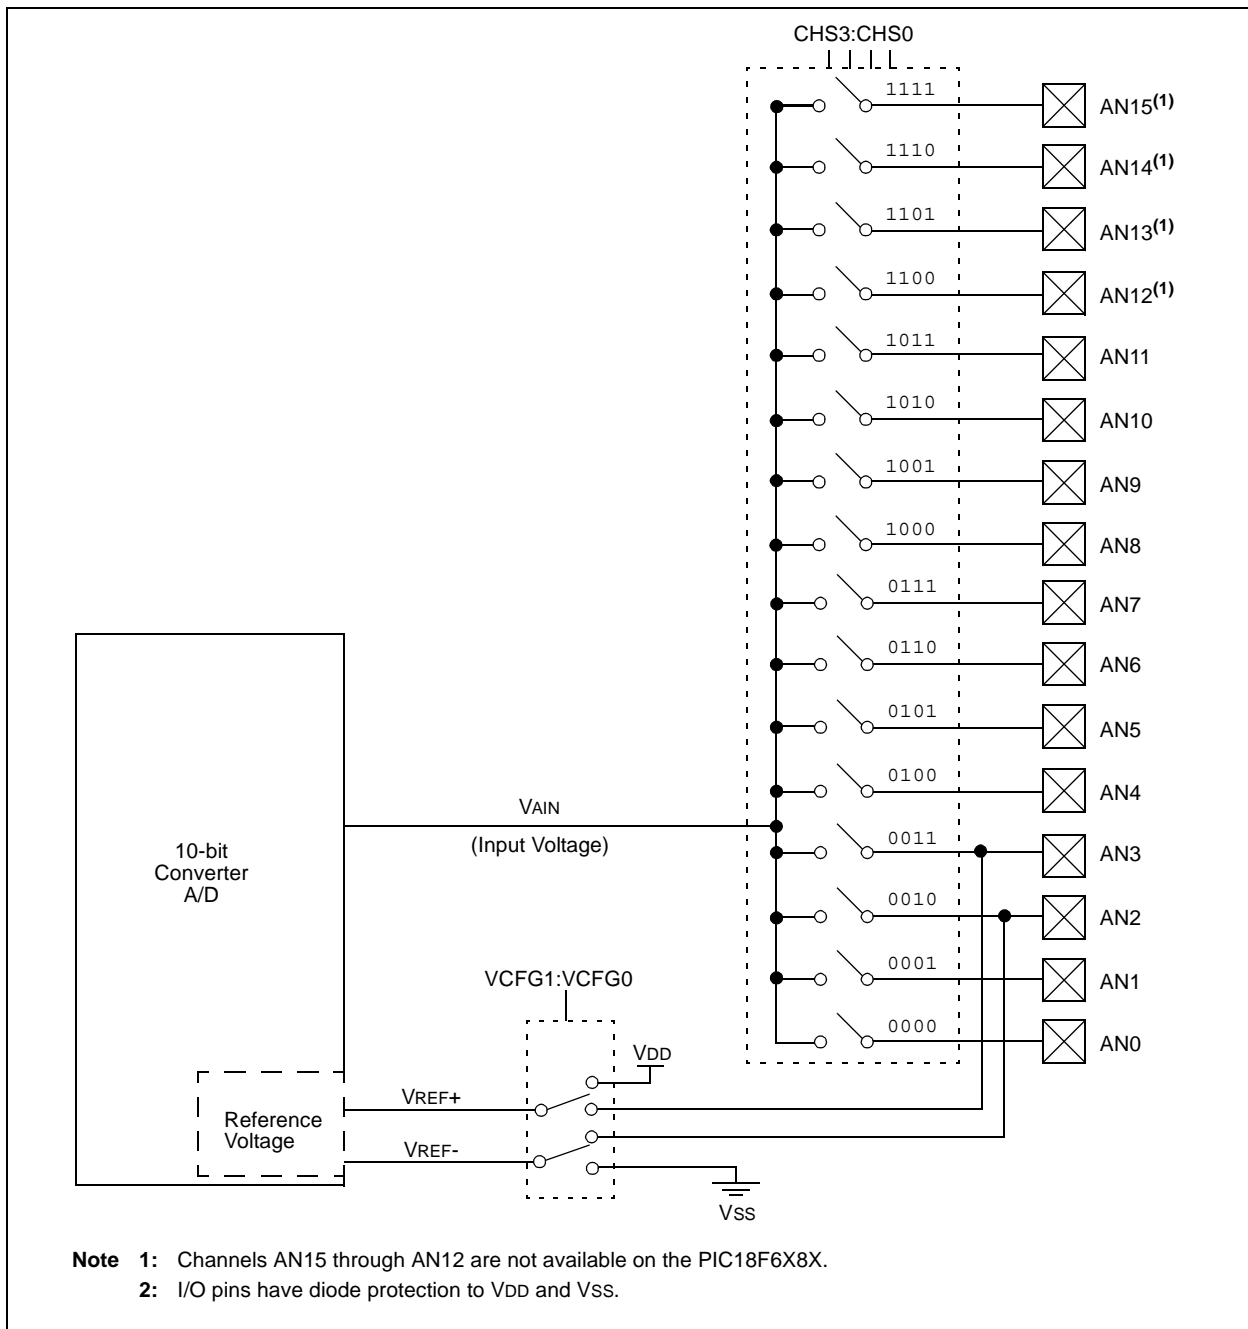 CHS3:CHS0
1111
AN15(1)
1110
AN14(1)
1101
AN13(1)
1100
AN12(1)
1011
AN11
1010
AN10
1001
AN9
1000
AN8
0111
AN7
0110
AN6
0101
AN5
0100
AN4
VAIN
(Input Voltage)
10-bit
Converter
A/D
0011
AN3
0010
AN2
0001
AN1
VCFG1:VCFG0
0000
AN0
VDD
VREF+
Reference
Voltage
VREF-
VSS
Note 1: Channels AN15 through AN12 are not available on the PIC18F6X8X.
2: I/O pins have diode protection to VDD and VSS.